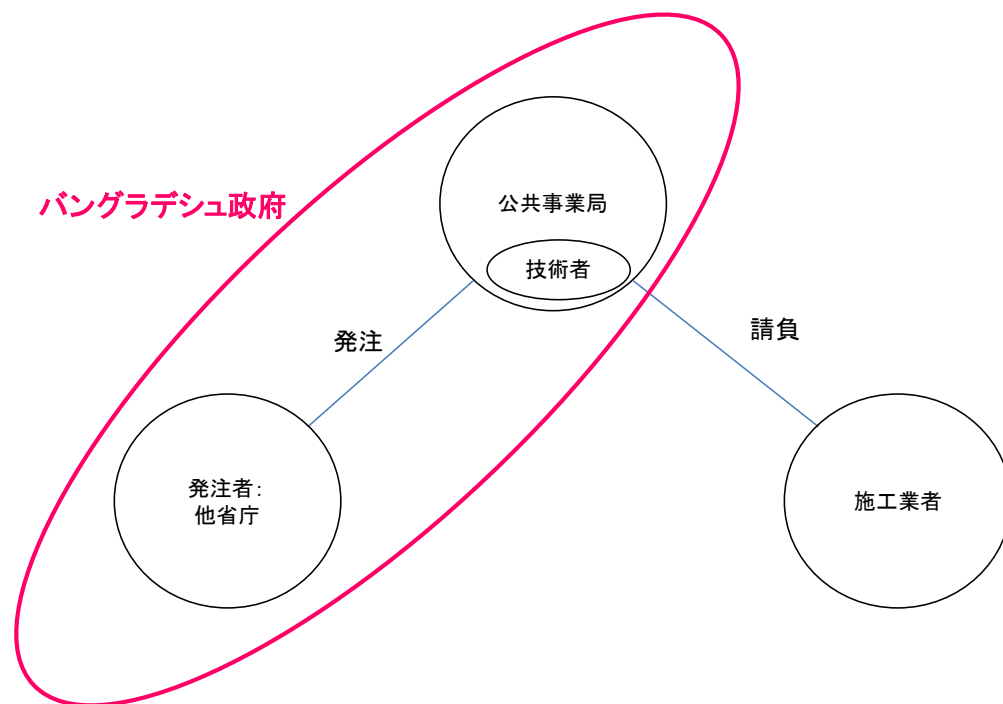 公共事業局
バングラデシュ政府
技術者
請負
発注
発注者:
他省庁
施工業者